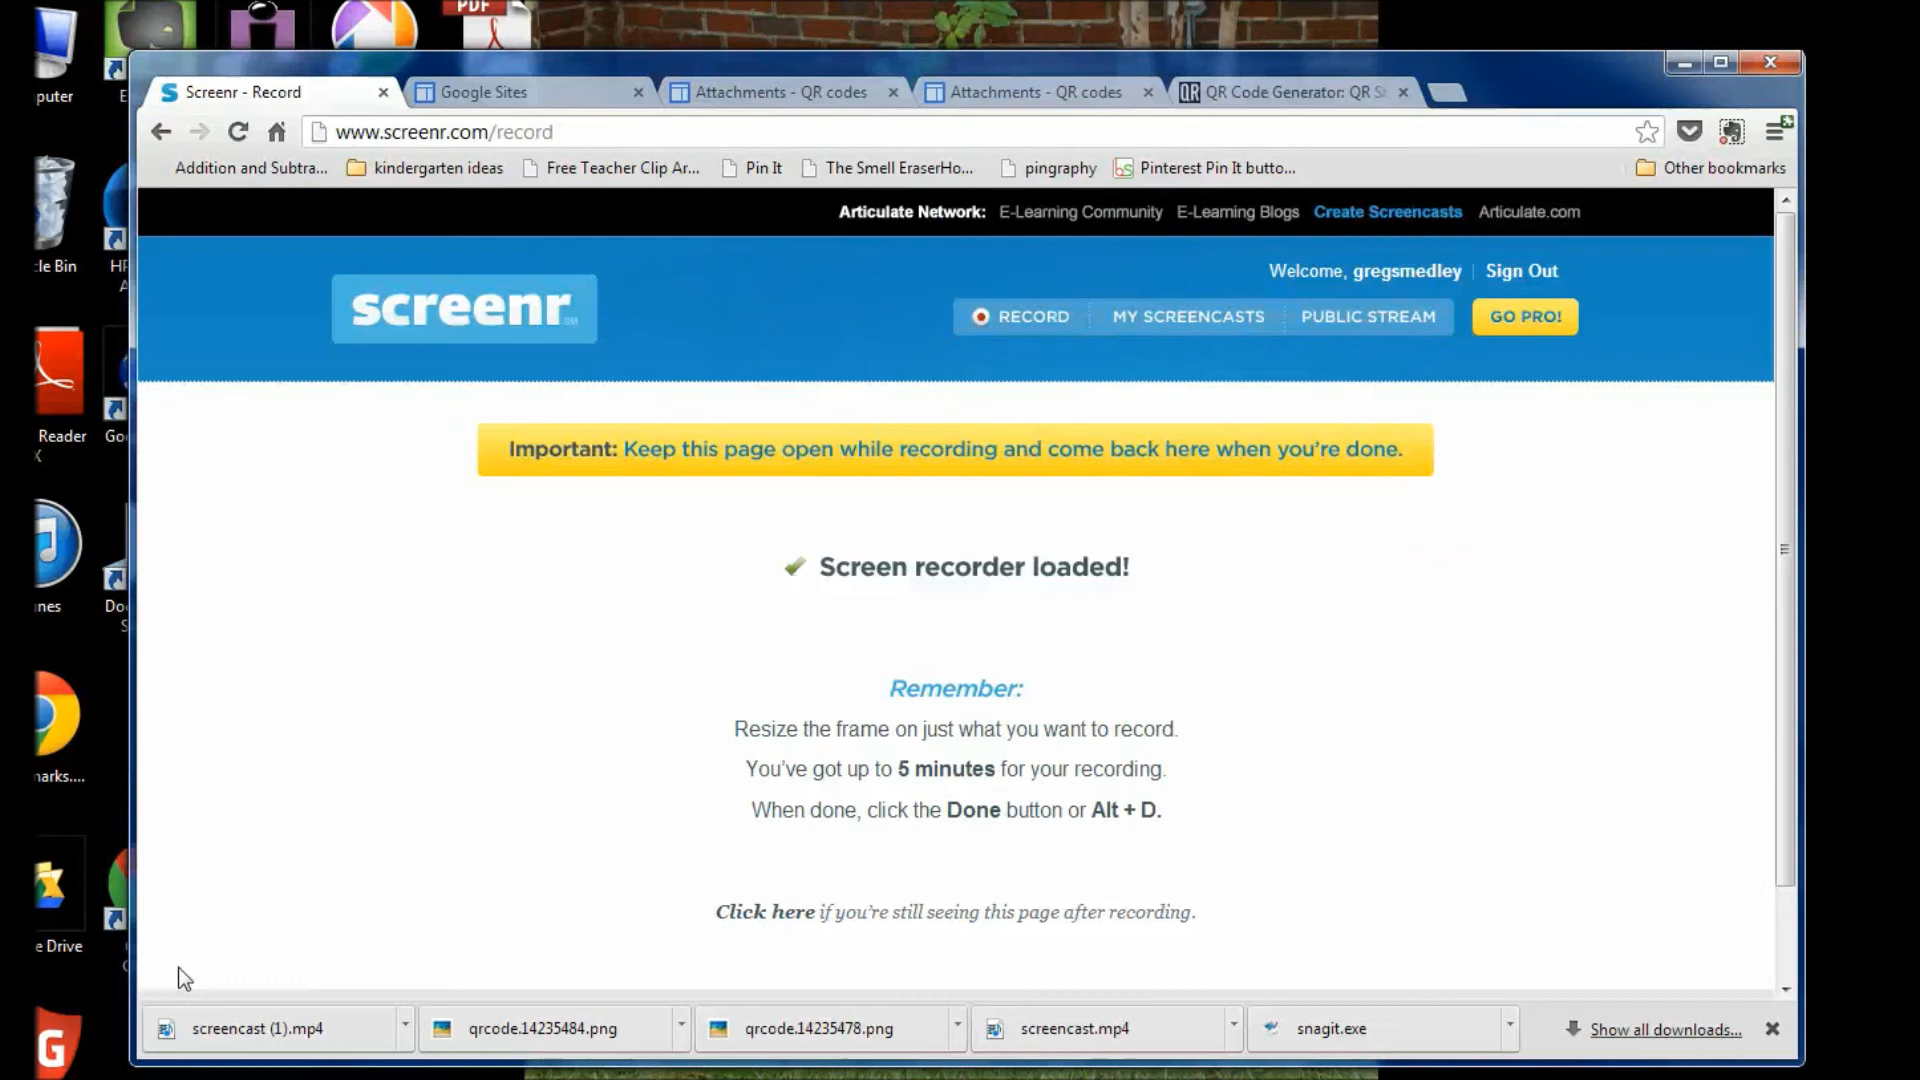 PDF
Screenr - Record
Google Sites
Attachments - QR codes
Attachments - QR codes
QR Code Generator: QR S
www.screenr.com/record
Addition and Subtra...
kindergarten ideas
Free Teacher Clip Ar...
Pin It
The Smell EraserHo...
pingraphy
Pinterest Pin It butto...
Other bookmarks
Articulate Network: E-Learning Community E-Learning Blogs Create Screencasts Articulate.com
Welcome, gregsmedley | Sign Out
screenr
RECORD
MY SCREENCASTS
PUBLIC STREAM
GO PRO!
Important: Keep this page open while recording and come back here when you're done.
Screen recorder loaded!
Remember:
Resize the frame on just what you want to record.
You've got up to 5 minutes for your recording.
When done, click the Done button or Alt + D.
Click here if you're still seeing this page after recording.
screencast (1).mp4
qrcode.14235484.png
qrcode.14235478.png
screencast.mp4
snagit.exe
Show all downloads...
puter
E
cle Bin
HP
A
Reader
X
Goo
unes
Doc
S
marks....
e Drive
G